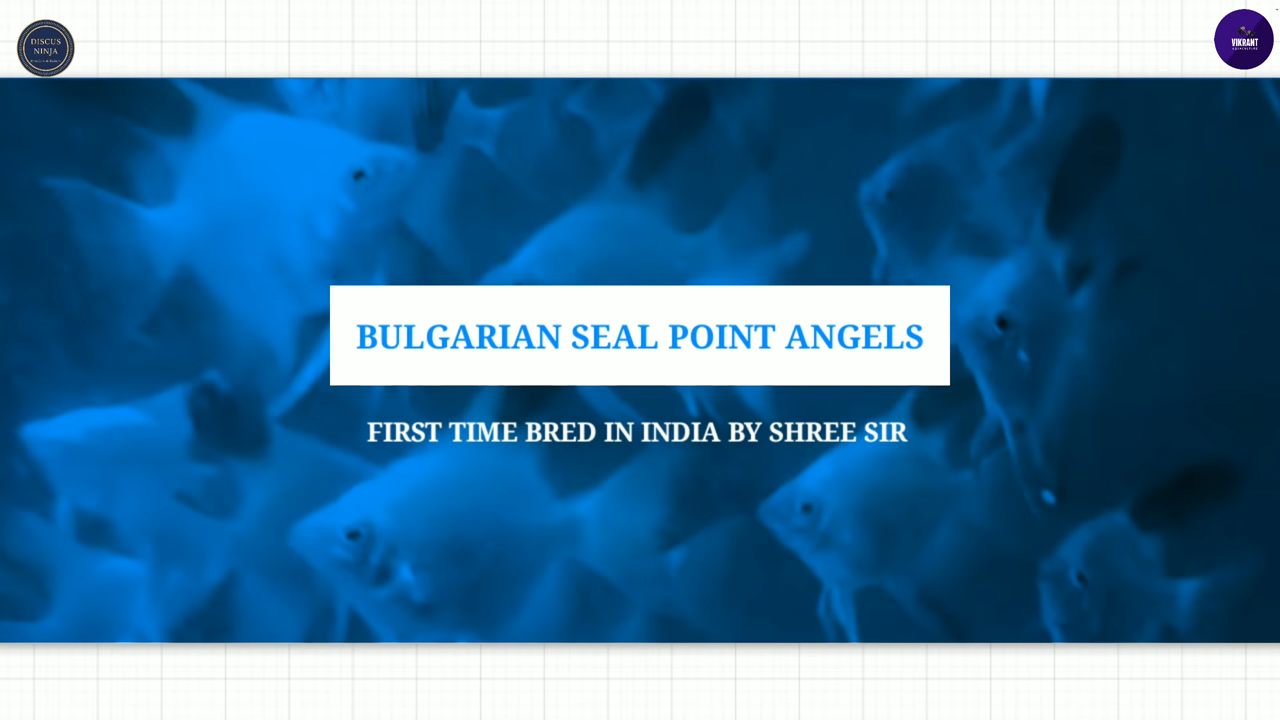 DISCUS
NINJA
VIKRANT
BULGARIAN SEAL POINT ANGELS
FIRST TIME BRED IN INDIA BY SHREE SIR